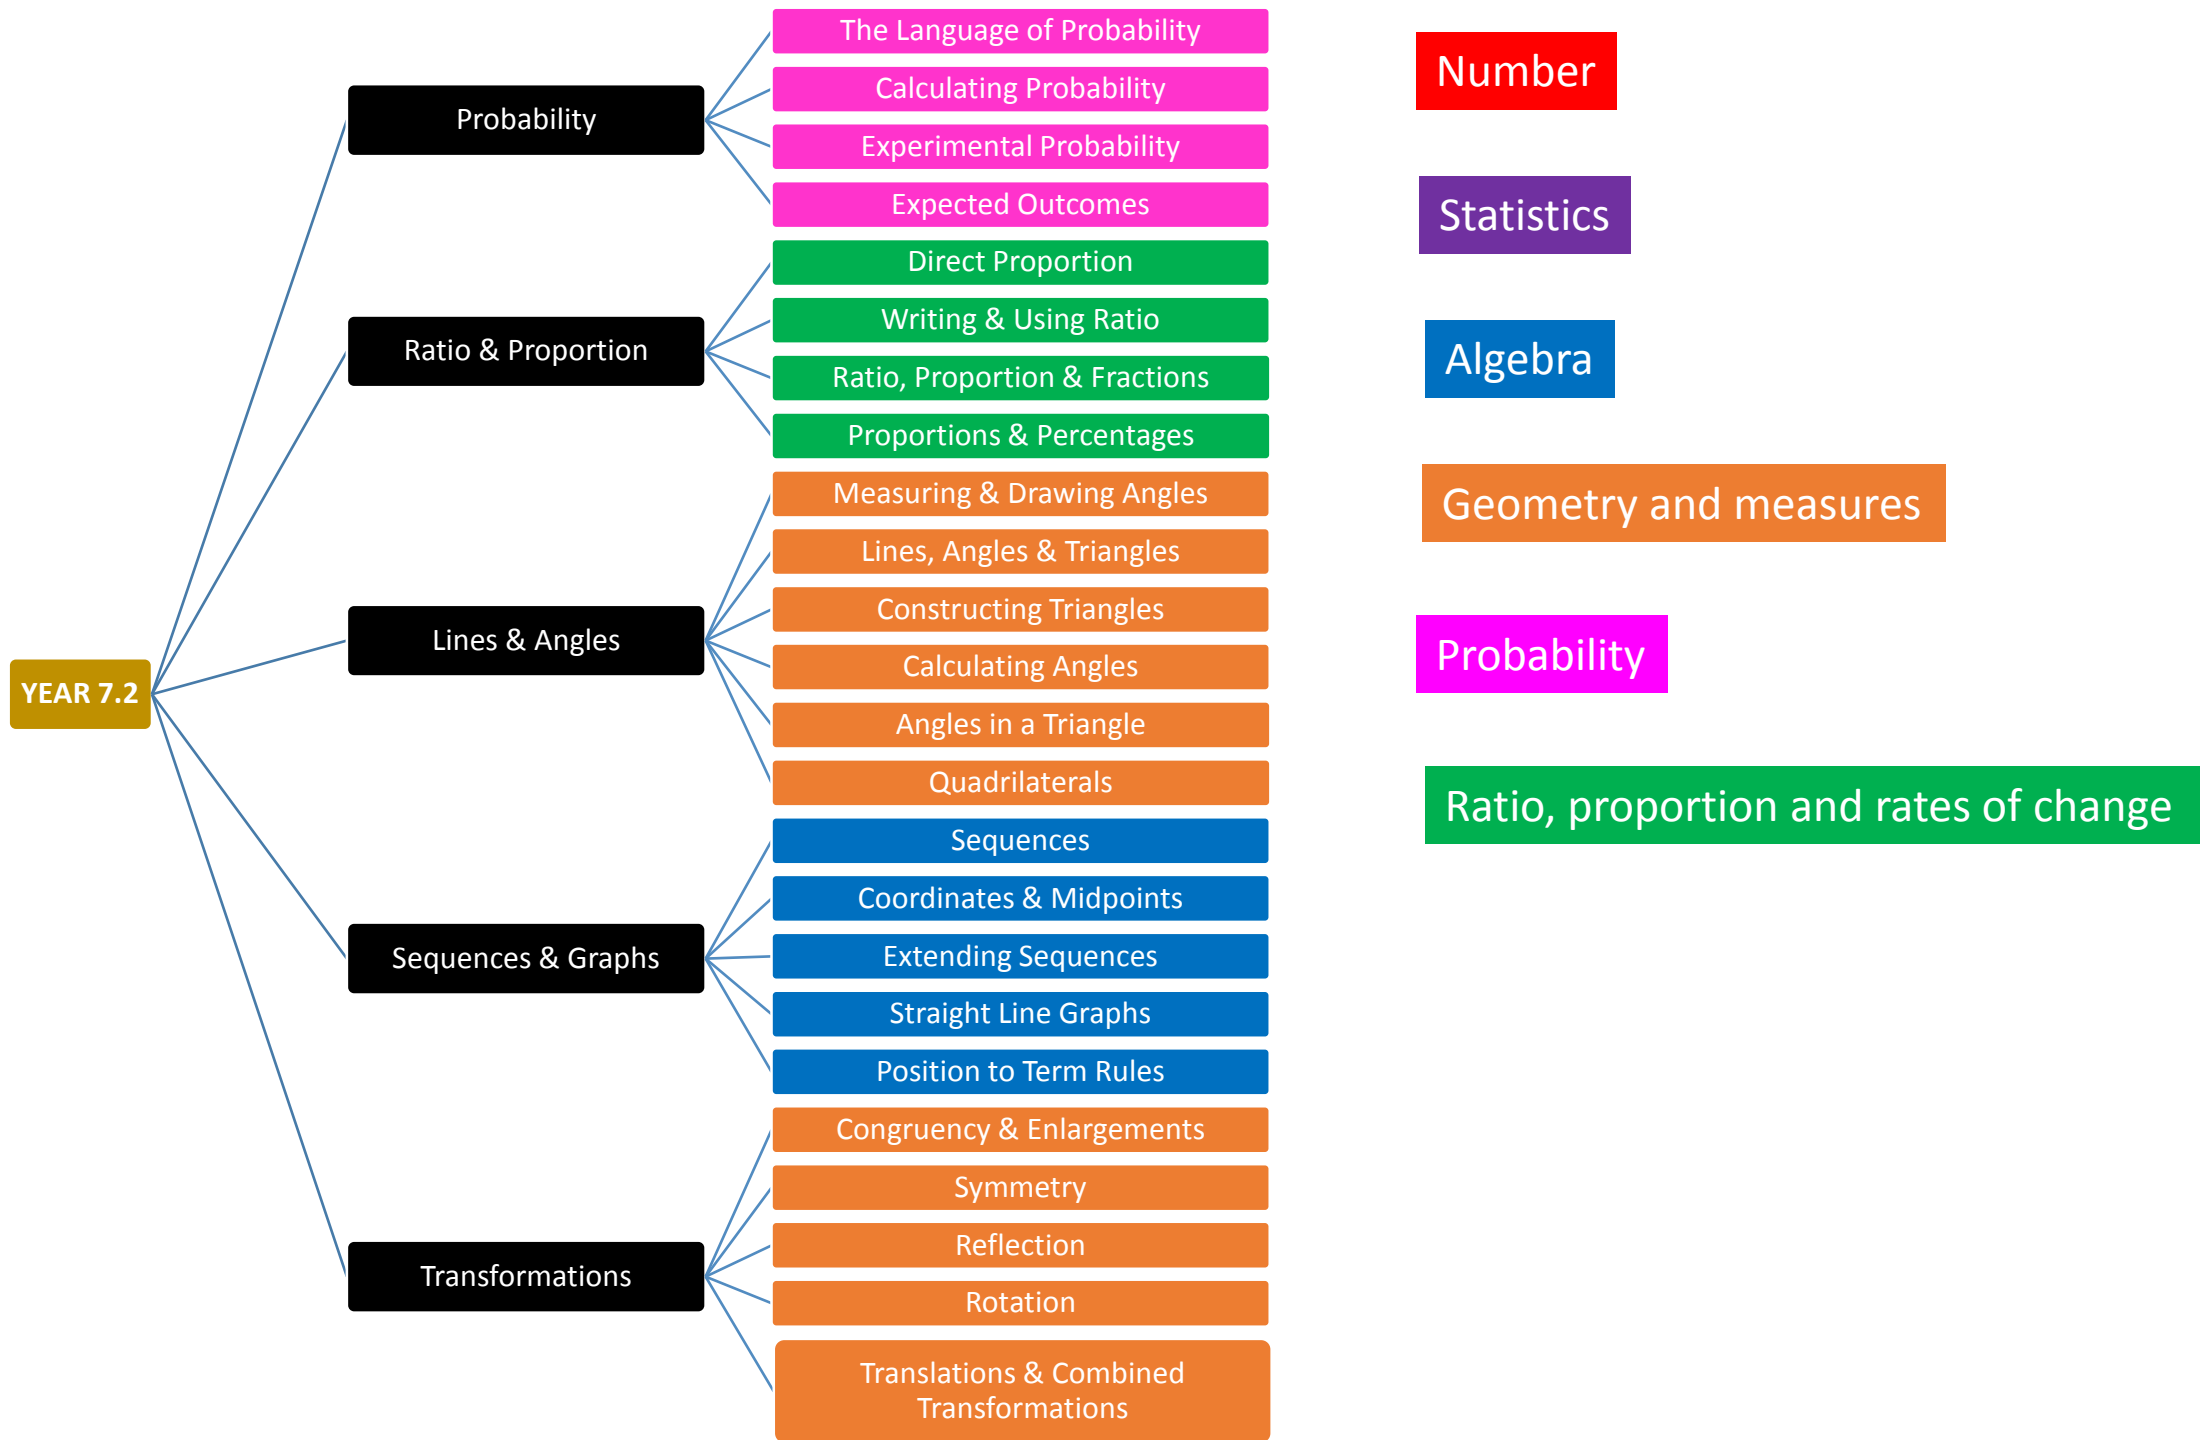 YEAR 7.2
Probability
The Language of Probability
Calculating Probability
Experimental Probability
Expected Outcomes
Ratio & Proportion
Direct Proportion
Writing & Using Ratio
Ratio, Proportion & Fractions
Proportions & Percentages
Lines & Angles
Measuring & Drawing Angles
Lines, Angles & Triangles
Constructing Triangles
Calculating Angles
Angles in a Triangle
Quadrilaterals
Sequences & Graphs
Sequences
Coordinates & Midpoints
Extending Sequences
Straight Line Graphs
Position to Term Rules
Transformations
Congruency & Enlargements
Symmetry
Reflection
Rotation
Translations & Combined
Transformations
Number
Statistics
Algebra
Geometry and measures
Probability
Ratio, proportion and rates of change